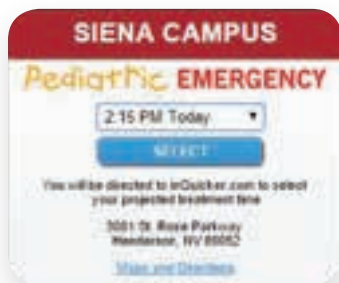 SIENA CAMPUS
Pediatric EMERGENCY
2:15 PM Today
SELECT
You will be directed to InQuicker.com to select
your projected treatment time
3001 St. Rose Parkway
Henderson, NV 89052
Maps and Directions